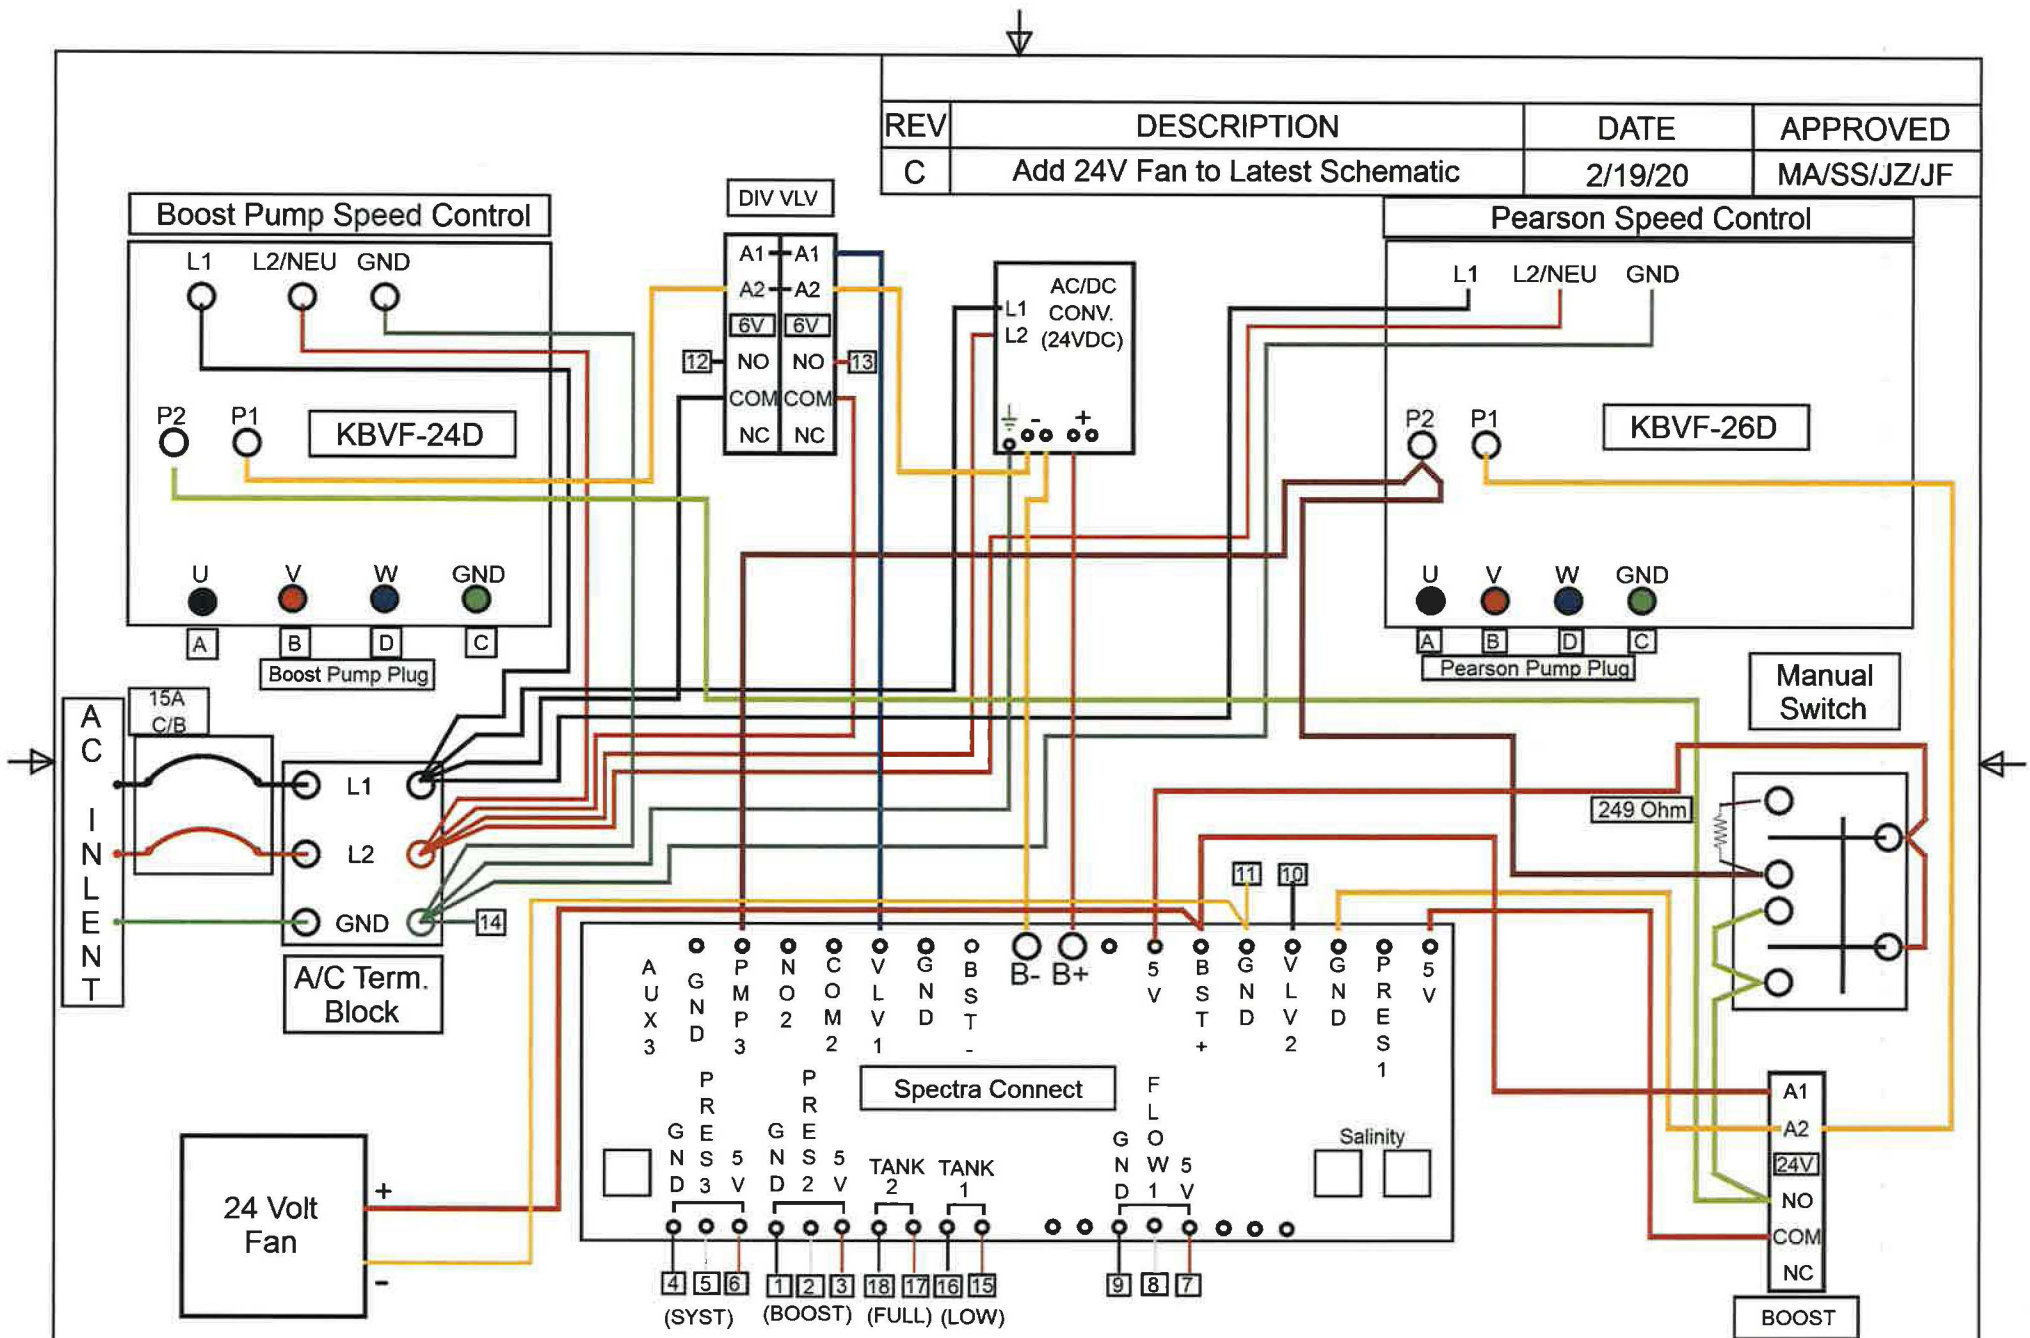 REV DESCRIPTION DATE APPROVED
C Add 24V Fan to Latest Schematic 2/19/20 MA/SS/JZ/JF
Boost Pump Speed Control
DIV VLV
Pearson Speed Control
L1 L2/NEU GND
A1 A1
A2 A2
6V 6V
12 NO NO 13
COM COM
NC NC
AC/DC
L1 CONV.
L2 (24VDC)
- +
L1 L2/NEU GND
P2 P1 KBVF-24D
P2 P1 KBVF-26D
U V W GND
A B D C
Boost Pump Plug
U V W GND
A B D C
Pearson Pump Plug
Manual
Switch
249 Ohm
15A
C/B
AC INLENT
L1
L2
GND 14
A/C Term.
Block
11 10
AUX3
GND
PMP3
NO2
COM2
VLV1
GND
BST-
B- B+
5V
BST+
GND
VLV2
GND
PRES1
5V
Spectra Connect
GND
PRES3
5V
GND
PRES2
5V
TANK
2
TANK
1
GND
FLOW1
5V
Salinity
4 5 6 1 2 3 18 17 16 15 9 8 7
(SYST) (BOOST) (FULL) (LOW)
24 Volt
Fan
+
-
A1
A2
24V
NO
COM
NC
BOOST